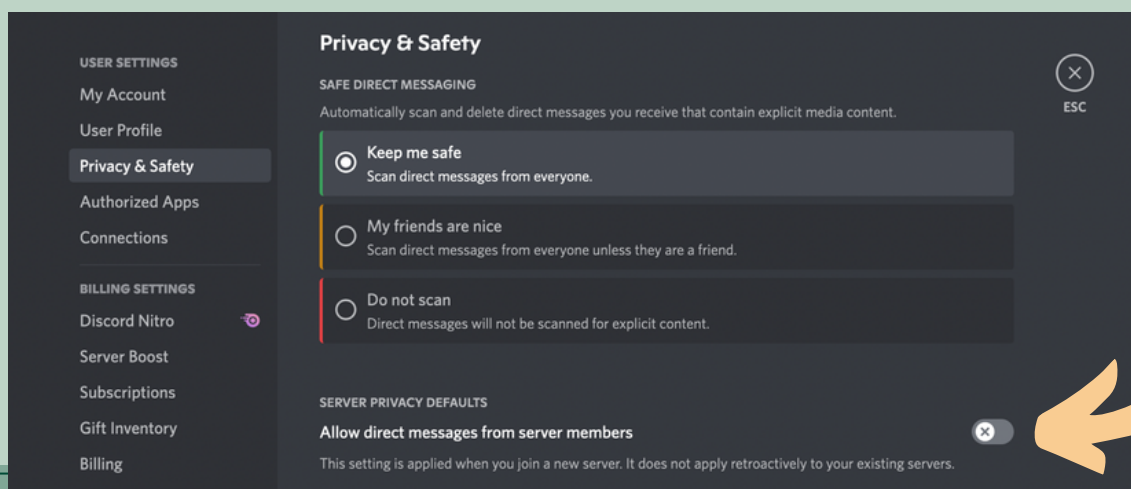 USER SETTINGS
My Account
User Profile
Privacy & Safety
Authorized Apps
Connections
BILLING SETTINGS
Discord Nitro
Server Boost
Subscriptions
Gift Inventory
Billing
Privacy & Safety
SAFE DIRECT MESSAGING
Automatically scan and delete direct messages you receive that contain explicit media content.
Keep me safe
Scan direct messages from everyone.
My friends are nice
Scan direct messages from everyone unless they are a friend.
Do not scan
Direct messages will not be scanned for explicit content.
SERVER PRIVACY DEFAULTS
Allow direct messages from server members
This setting is applied when you join a new server. It does not apply retroactively to your existing servers.
ESC